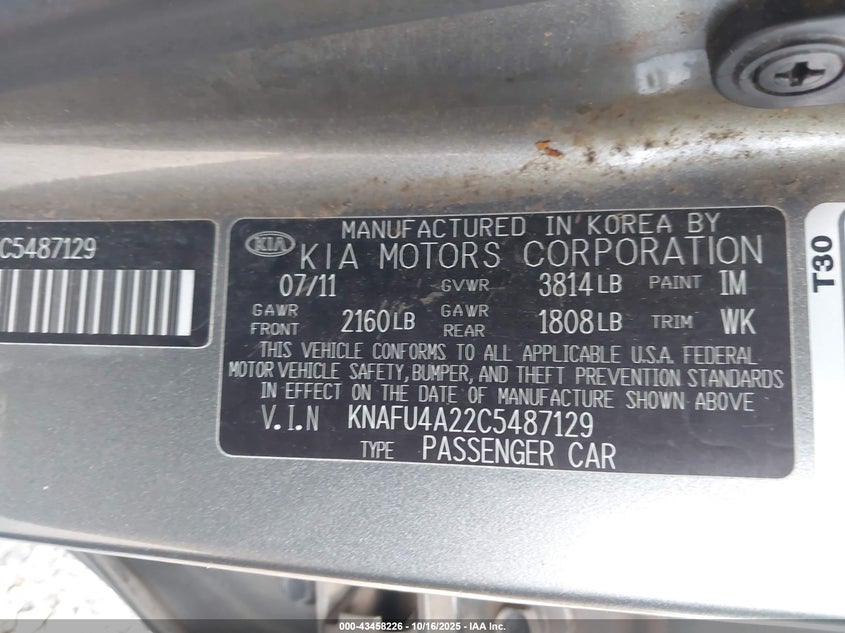 C5487129
KIA MANUFACTURED IN KOREA BY
KIA MOTORS CORPORATION
07/11 GVWR 3814 LB PAINT IM
GAWR FRONT 2160 LB GAWR REAR 1808 LB TRIM WK
THIS VEHICLE CONFORMS TO ALL APPLICABLE U.S.A. FEDERAL
MOTOR VEHICLE SAFETY, BUMPER, AND THEFT PREVENTION STANDARDS
IN EFFECT ON THE DATE OF MANUFACTURE SHOWN ABOVE
V.I.N KNAFU4A22C5487129
TYPE PASSENGER CAR
T30
000-43458226 - 10/16/2025 - IAA Inc.